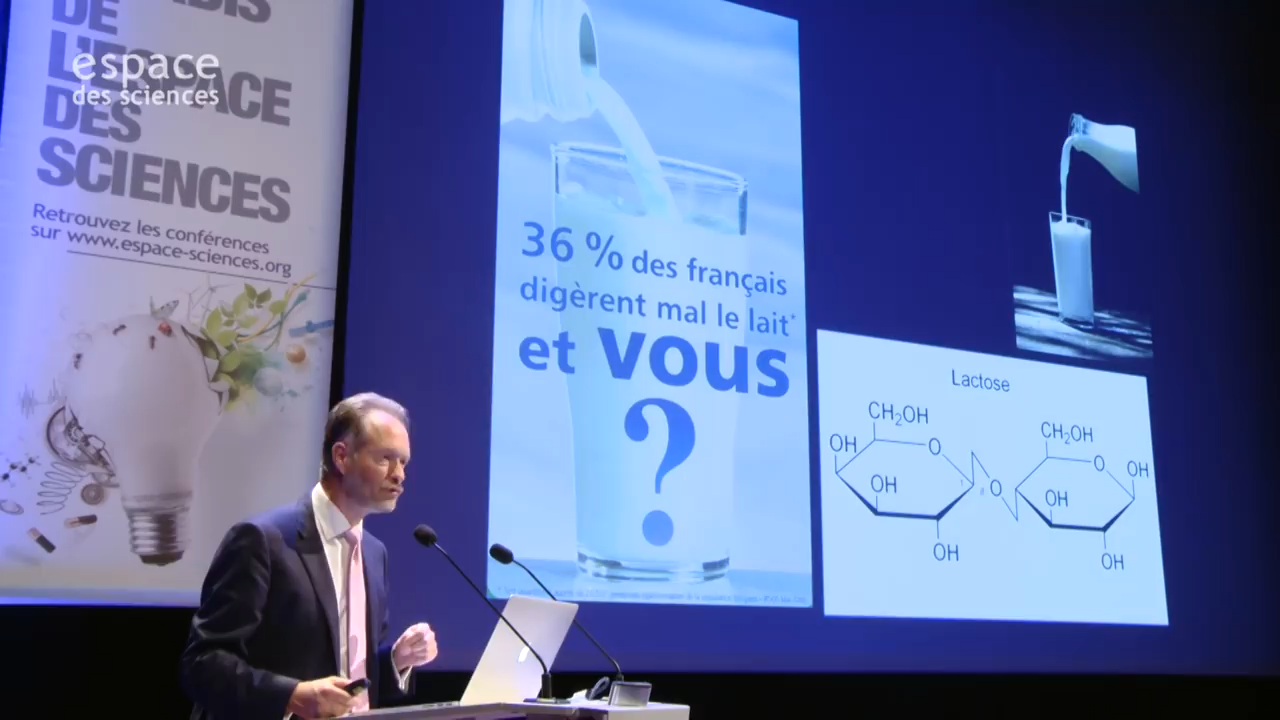 DE
L'ESPACE
DES
SCIENCES
Retrouvez les conférences
sur www.espace-sciences.org
espace
des sciences
36 % des français
digèrent mal le lait*
et vous
?
Lactose
CH₂OH
OH
O
OH
OH
O
CH₂OH
O
OH
OH
OH